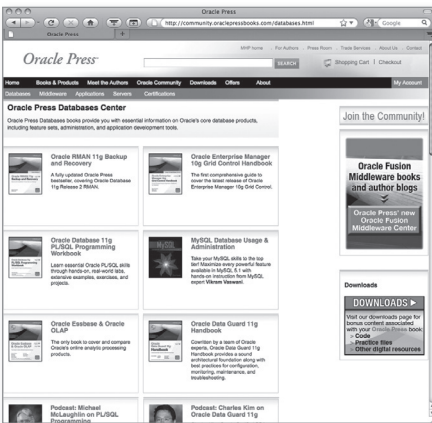 Oracle Press
http://community.oraclepressbooks.com/databases.html
Google
Oracle Press
MHP home For Authors Press Room Trade Services About Us Contact
Oracle Press
SEARCH
Shopping Cart | Checkout
Home Books & Products Meet the Authors Oracle Community Downloads Offers About My Account
Databases Middleware Applications Servers Certifications
Oracle Press Databases Center
Oracle Press Databases books provide you with essential information on Oracle's core database products,
including feature sets, administration, and application development tools.
Oracle RMAN 11g Backup
and Recovery
A fully updated Oracle Press
bestseller, covering Oracle Database
11g Release 2 RMAN.
Oracle Enterprise Manager
10g Grid Control Handbook
The first comprehensive guide to
cover the latest release of Oracle
Enterprise Manager 10g Grid Control.
Oracle Database 11g
PL/SQL Programming
Workbook
Learn essential Oracle PL/SQL skills
through hands-on, real-world labs,
extensive examples, exercises, and
projects.
MySQL
MySQL Database Usage &
Administration
Take your MySQL skills to the top
tier! Maximize every powerful feature
available in MySQL 5.1 with
hands-on instruction from MySQL
expert Vikram Vaswani.
Oracle Essbase & Oracle
OLAP
The only book to cover and compare
Oracle's online analytic processing
products.
Oracle Data Guard 11g
Handbook
Cowritten by a team of Oracle
experts, Oracle Data Guard 11g
Handbook provides a sound
architectural foundation along with
best practices for configuration,
monitoring, maintenance, and
troubleshooting.
Podcast: Michael
McLaughlin on PL/SQL
Programming
Podcast: Charles Kim on
Oracle Data Guard 11g
Join the Community!
Oracle Fusion
Middleware books
and author blogs
Oracle Press' new
Oracle Fusion
Middleware Center
Downloads
DOWNLOADS
Visit our downloads page for
bonus content associated
with your Oracle Press book:
> Code
> Practice files
> Other digital resources